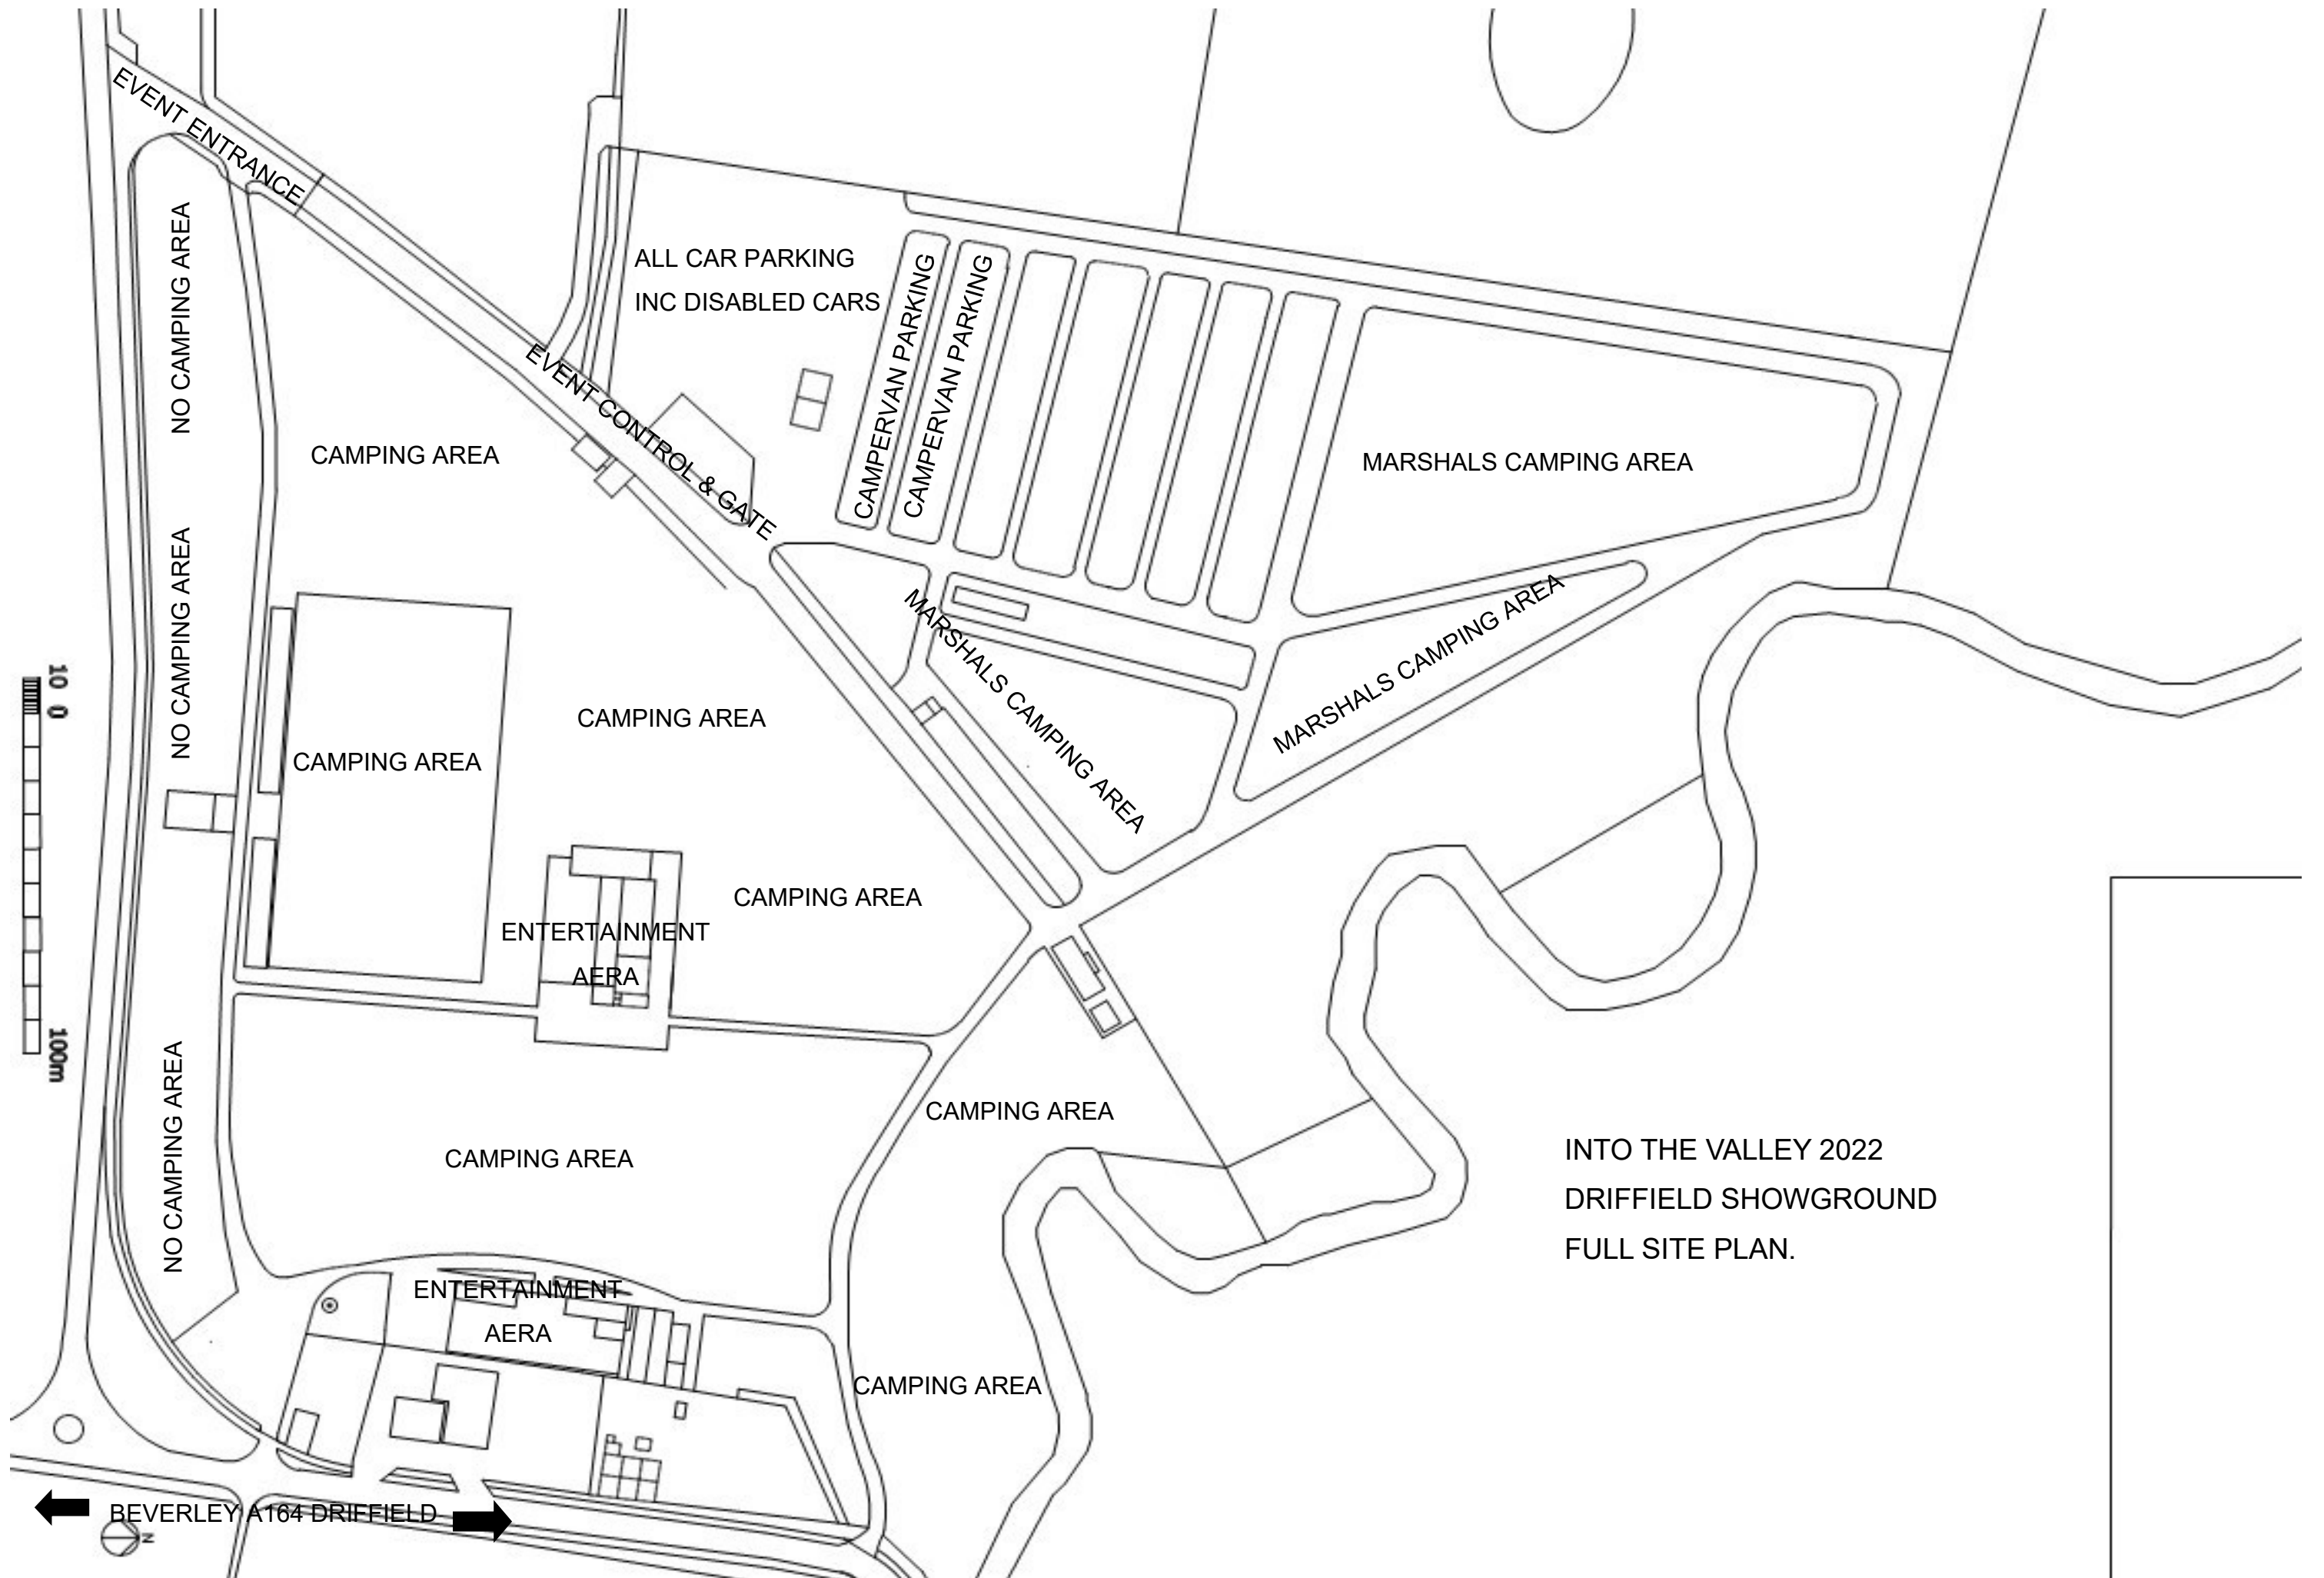 EVENT ENTRANCE
NO CAMPING AREA
ALL CAR PARKING
INC DISABLED CARS
CAMPERVAN PARKING
CAMPERVAN PARKING
EVENT CONTROL & GATE
CAMPING AREA
MARSHALS CAMPING AREA
NO CAMPING AREA
MARSHALS CAMPING AREA
MARSHALS CAMPING AREA
10 0
100m
CAMPING AREA
CAMPING AREA
CAMPING AREA
ENTERTAINMENT
AERA
NO CAMPING AREA
CAMPING AREA
CAMPING AREA
INTO THE VALLEY 2022
DRIFFIELD SHOWGROUND
FULL SITE PLAN.
ENTERTAINMENT
AERA
CAMPING AREA
BEVERLEY A164 DRIFFIELD
N